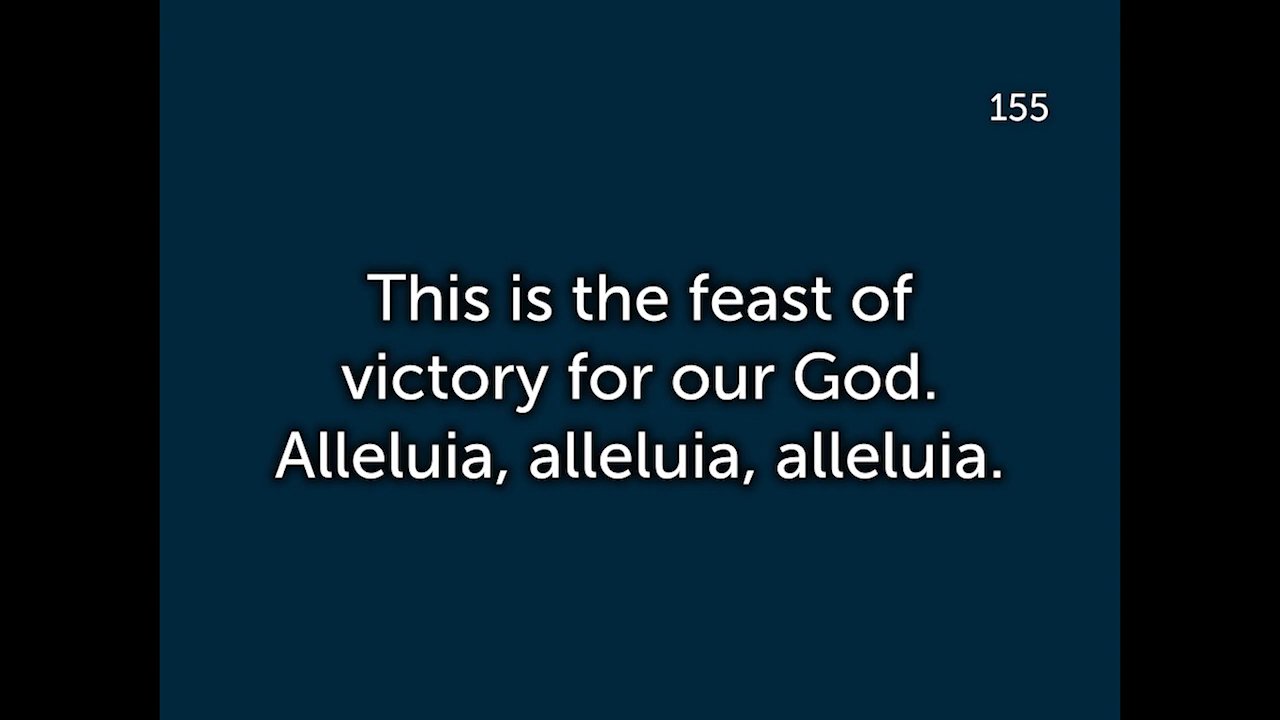 155
This is the feast of
victory for our God.
Alleluia, alleluia, alleluia.